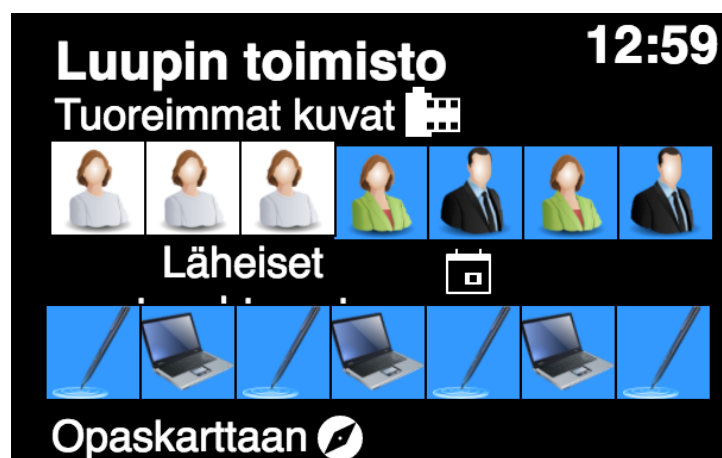 12:59
Luupin toimisto
Tuoreimmat kuvat
Läheiset
Opaskarttaan